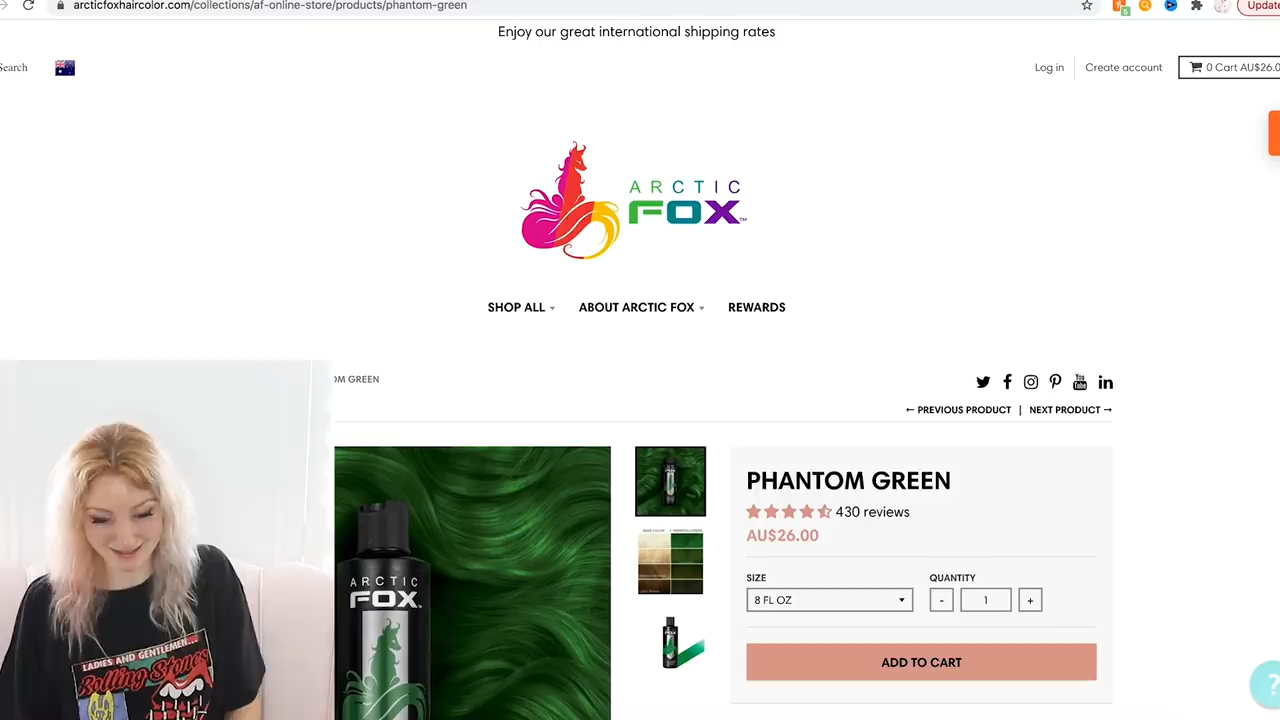 arcticfoxhaircolor.com/collections/af-online-store/products/phantom-green
Update
Enjoy our great international shipping rates
Search
Log in
Create account
0 Cart AU$26.0
ARCTIC
FOX™
SHOP ALL
ABOUT ARCTIC FOX
REWARDS
OM GREEN
← PREVIOUS PRODUCT | NEXT PRODUCT →
PHANTOM GREEN
430 reviews
AU$26.00
SIZE
QUANTITY
8 FL OZ
- 1 +
ADD TO CART
ARCTIC
FOX
LADIES AND GENTLEMEN...
Rolling Stones
?